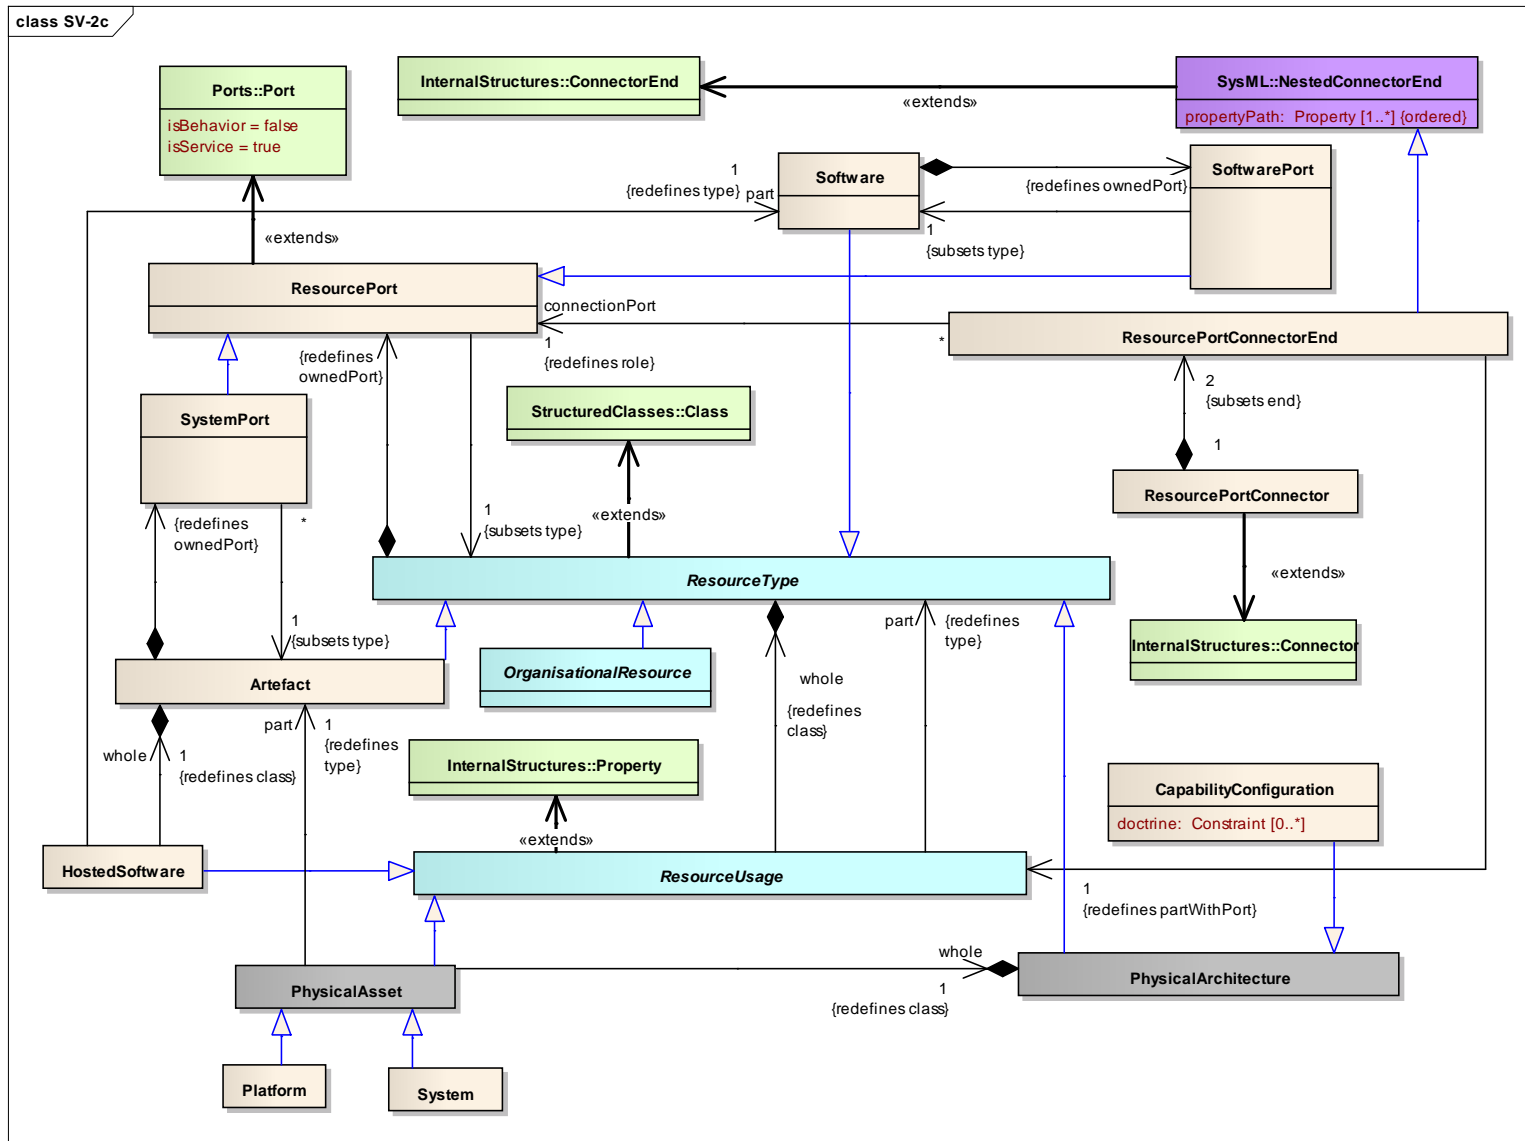 class SV-2c
InternalStructures::ConnectorEnd
SysML::NestedConnectorEnd
propertyPath: Property [1..*] {ordered}
«extends»
Ports::Port
isBehavior = false
isService = true
1
{redefines type}
part
Software
{redefines ownedPort}
SoftwarePort
1
{subsets type}
«extends»
ResourcePort
connectionPort
1
{redefines role}
*
ResourcePortConnectorEnd
{redefines
ownedPort}
2
{subsets end}
1
SystemPort
StructuredClasses::Class
ResourcePortConnector
{redefines
ownedPort}
*
1
{subsets type}
«extends»
«extends»
ResourceType
1
{subsets type}
part
{redefines
type}
InternalStructures::Connector
Artefact
OrganisationalResource
whole
{redefines
class}
whole
1
{redefines class}
part
1
{redefines
type}
InternalStructures::Property
CapabilityConfiguration
doctrine: Constraint [0..*]
«extends»
HostedSoftware
ResourceUsage
1
{redefines partWithPort}
whole
1
{redefines class}
PhysicalAsset
PhysicalArchitecture
Platform
System